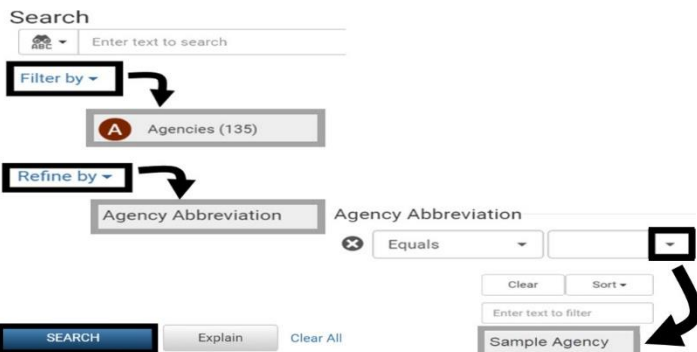 Search
ABC Enter text to search
Filter by
A Agencies (135)
Refine by
Agency Abbreviation
Agency Abbreviation
Equals
Clear Sort
Enter text to filter
Sample Agency
SEARCH Explain Clear All